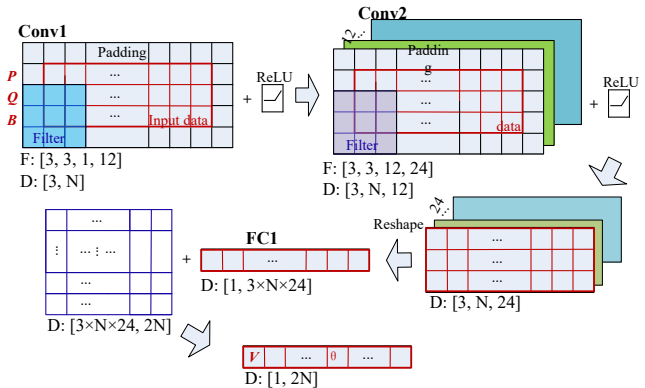 Conv1
Padding
P
...
Q
...
B
...
Input data
Filter
+
ReLU
F: [3, 3, 1, 12]
D: [3, N]
Conv2
12...
Paddin
g
...
...
...
data
Filter
+
ReLU
F: [3, 3, 12, 24]
D: [3, N, 12]
24...
Reshape
...
...
...
D: [3, N, 24]
FC1
...
D: [1, 3×N×24]
+
...
... ... ...
...
...
D: [3×N×24, 2N]
V ... θ ...
D: [1, 2N]